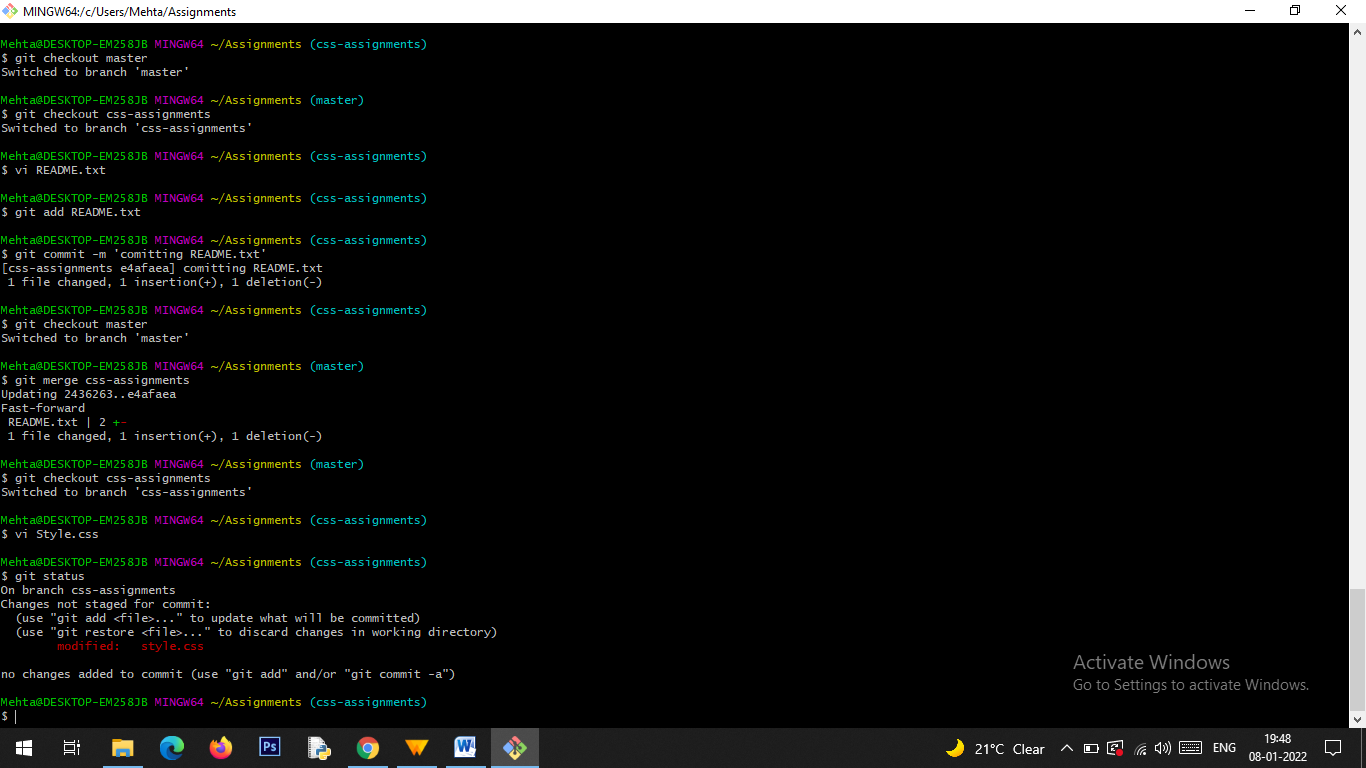 MINGW64:/c/Users/Mehta/Assignments
Mehta@DESKTOP-EM258JB MINGW64 ~/Assignments (css-assignments)
$ git checkout master
Switched to branch 'master'
Mehta@DESKTOP-EM258JB MINGW64 ~/Assignments (master)
$ git checkout css-assignments
Switched to branch 'css-assignments'
Mehta@DESKTOP-EM258JB MINGW64 ~/Assignments (css-assignments)
$ vi README.txt
Mehta@DESKTOP-EM258JB MINGW64 ~/Assignments (css-assignments)
$ git add README.txt
Mehta@DESKTOP-EM258JB MINGW64 ~/Assignments (css-assignments)
$ git commit -m 'comitting README.txt'
[css-assignments e4afaea] comitting README.txt
 1 file changed, 1 insertion(+), 1 deletion(-)
Mehta@DESKTOP-EM258JB MINGW64 ~/Assignments (css-assignments)
$ git checkout master
Switched to branch 'master'
Mehta@DESKTOP-EM258JB MINGW64 ~/Assignments (master)
$ git merge css-assignments
Updating 2436263..e4afaea
Fast-forward
 README.txt | 2 +-
 1 file changed, 1 insertion(+), 1 deletion(-)
Mehta@DESKTOP-EM258JB MINGW64 ~/Assignments (master)
$ git checkout css-assignments
Switched to branch 'css-assignments'
Mehta@DESKTOP-EM258JB MINGW64 ~/Assignments (css-assignments)
$ vi Style.css
Mehta@DESKTOP-EM258JB MINGW64 ~/Assignments (css-assignments)
$ git status
On branch css-assignments
Changes not staged for commit:
  (use "git add <file>..." to update what will be committed)
  (use "git restore <file>..." to discard changes in working directory)
        modified:   style.css
no changes added to commit (use "git add" and/or "git commit -a")
Mehta@DESKTOP-EM258JB MINGW64 ~/Assignments (css-assignments)
$
Activate Windows
Go to Settings to activate Windows.
Ps
W
21°C Clear
ENG
19:48
08-01-2022